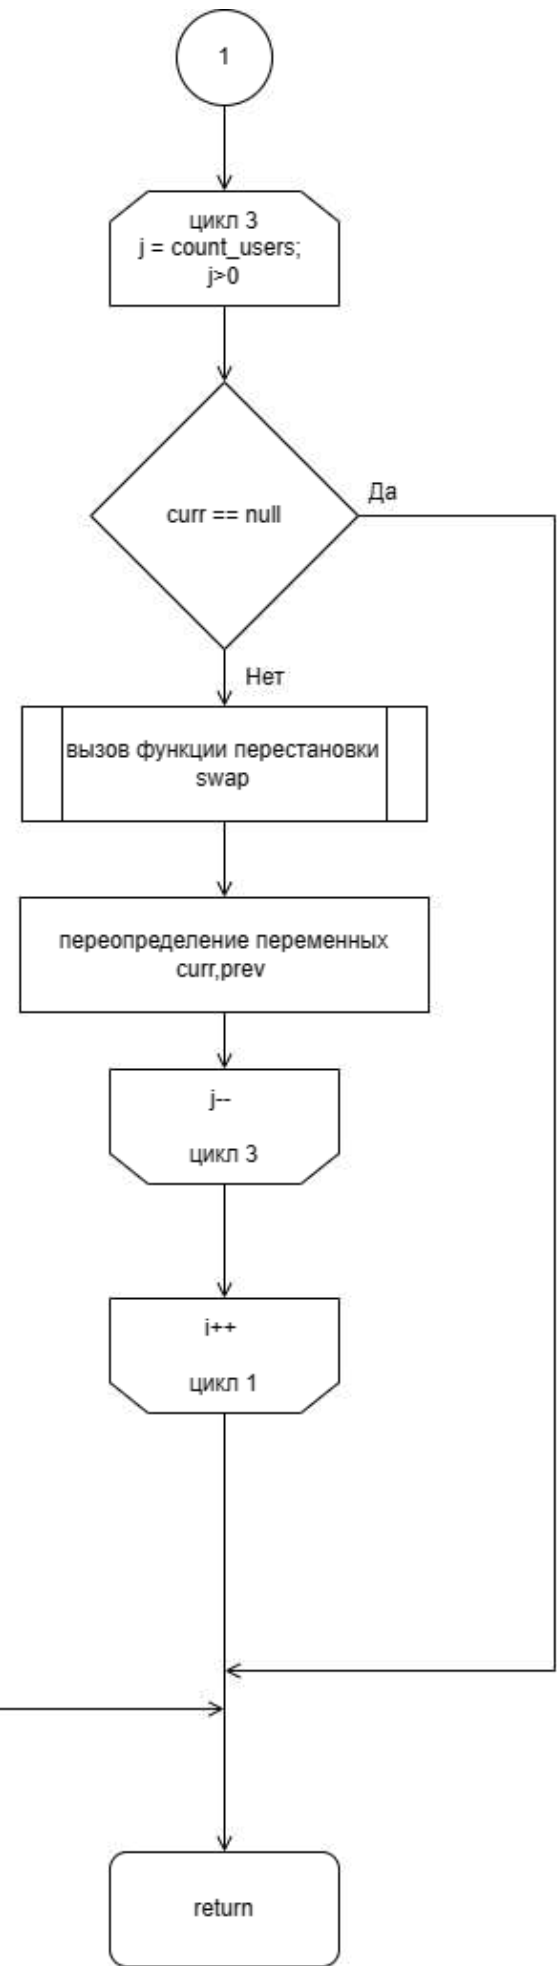 1
цикл 3
j = count_users;
j>0
curr == null
Да
Нет
вызов функции перестановки
swap
переопределение переменных
curr,prev
j--
цикл 3
i++
цикл 1
return